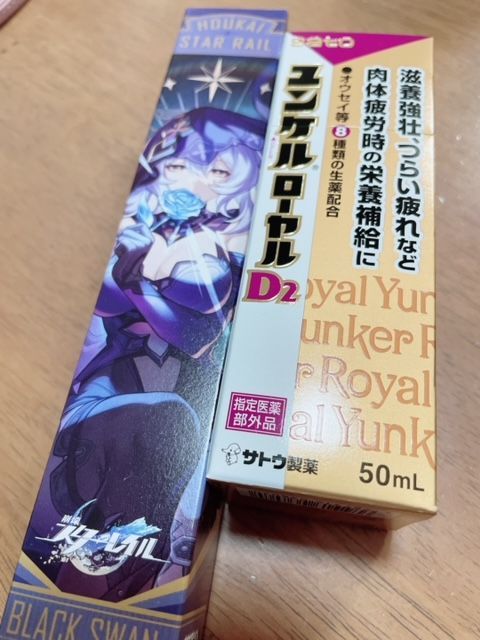 HOUKAI
STAR RAIL
崩壊
スターレイル
BLACK SWAN
滋養強壮、づらい疲れなど
肉体疲労時の栄養補給に
●オウセイ等8種類の生薬配合
ユンケルローヤル
D2
Royal Yunk
Yunker R
r Royal
al Yunk
指定医薬
部外品
サトウ製薬
50mL